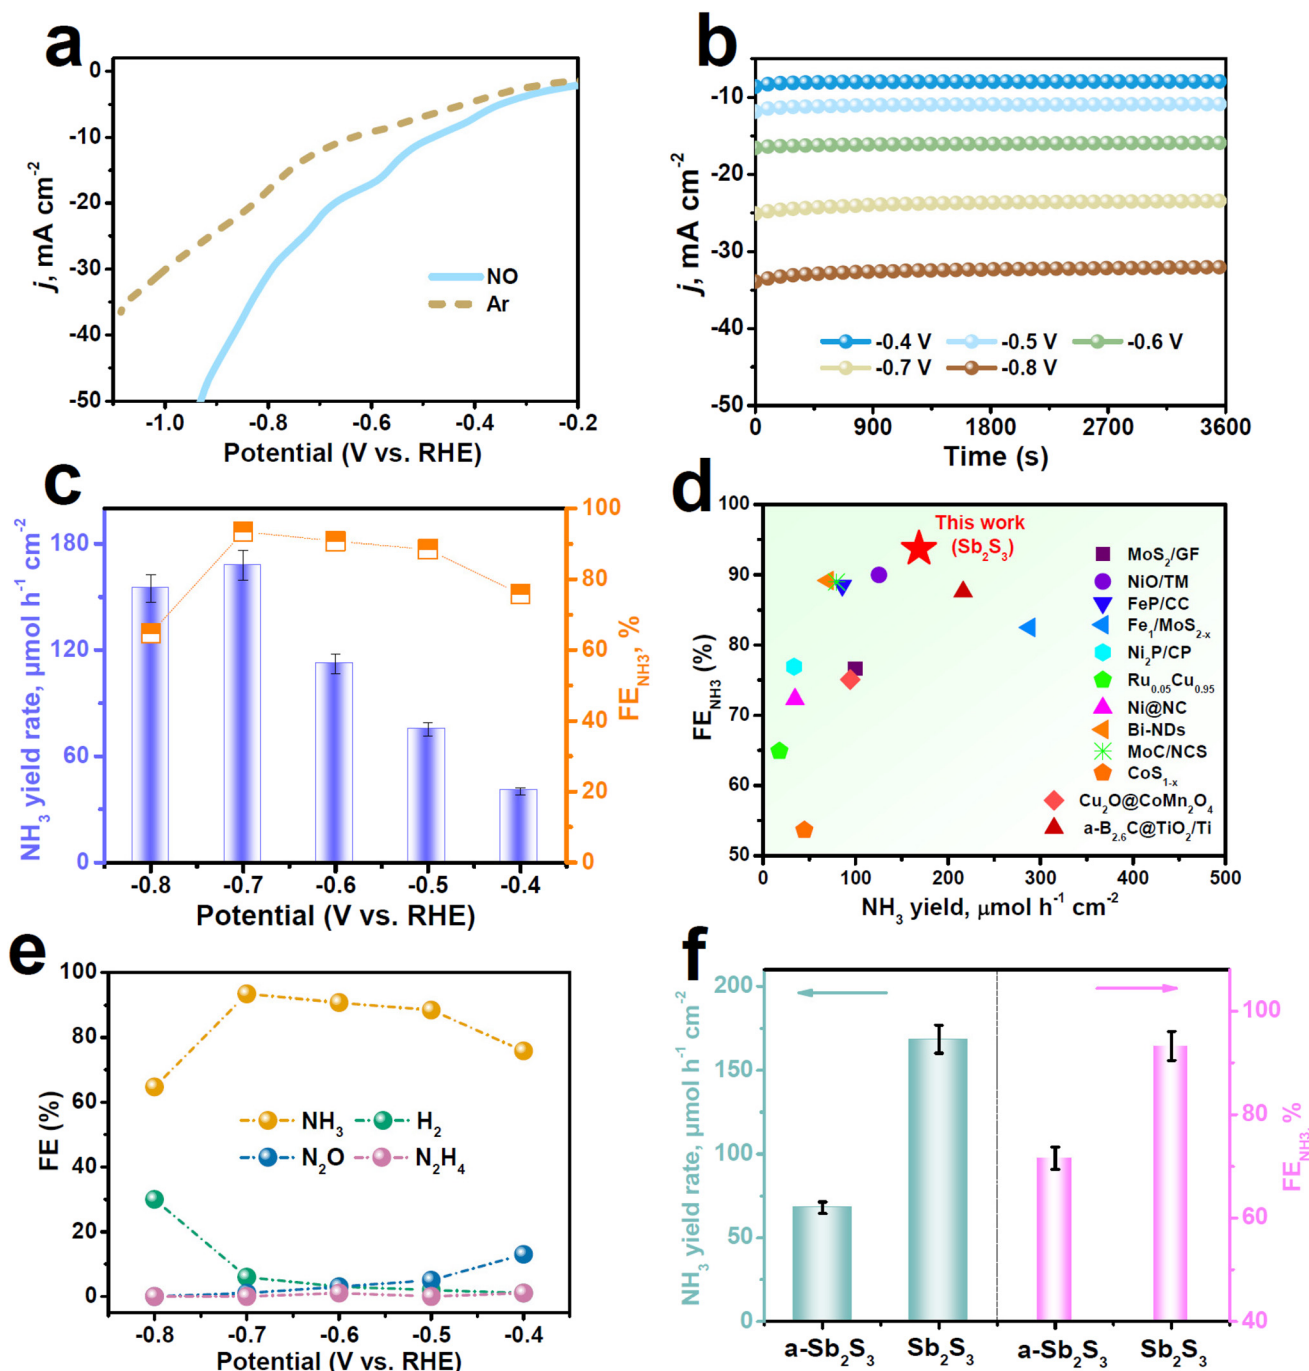 a
0
-10
-20
-30
-40
-50
j, mA cm⁻²
NO
Ar
-1.0
-0.8
-0.6
-0.4
-0.2
Potential (V vs. RHE)
b
-10
-20
-30
-40
-50
j, mA cm⁻²
-0.4 V
-0.5 V
-0.6 V
-0.7 V
-0.8 V
0
900
1800
2700
3600
Time (s)
c
180
120
60
0
NH₃ yield rate, μmol h⁻¹ cm⁻²
100
80
60
40
20
0
FE_NH3, %
-0.8
-0.7
-0.6
-0.5
-0.4
Potential (V vs. RHE)
d
100
90
80
70
60
50
FE_NH3 (%)
This work
(Sb₂S₃)
MoS₂/GF
NiO/TM
FeP/CC
Fe₁/MoS₂₋ₓ
Ni₂P/CP
Ru₀.₀₅Cu₀.₉₅
Ni@NC
Bi-NDs
MoC/NCS
CoS₁₋ₓ
Cu₂O@CoMn₂O₄
a-B₂.₆C@TiO₂/Ti
0
100
200
300
400
500
NH₃ yield, μmol h⁻¹ cm⁻²
e
100
80
60
40
20
0
FE (%)
NH₃
H₂
N₂O
N₂H₄
-0.8
-0.7
-0.6
-0.5
-0.4
Potential (V vs. RHE)
f
200
150
100
50
0
NH₃ yield rate, μmol h⁻¹ cm⁻²
100
80
60
40
FE_NH3, %
a-Sb₂S₃
Sb₂S₃
a-Sb₂S₃
Sb₂S₃